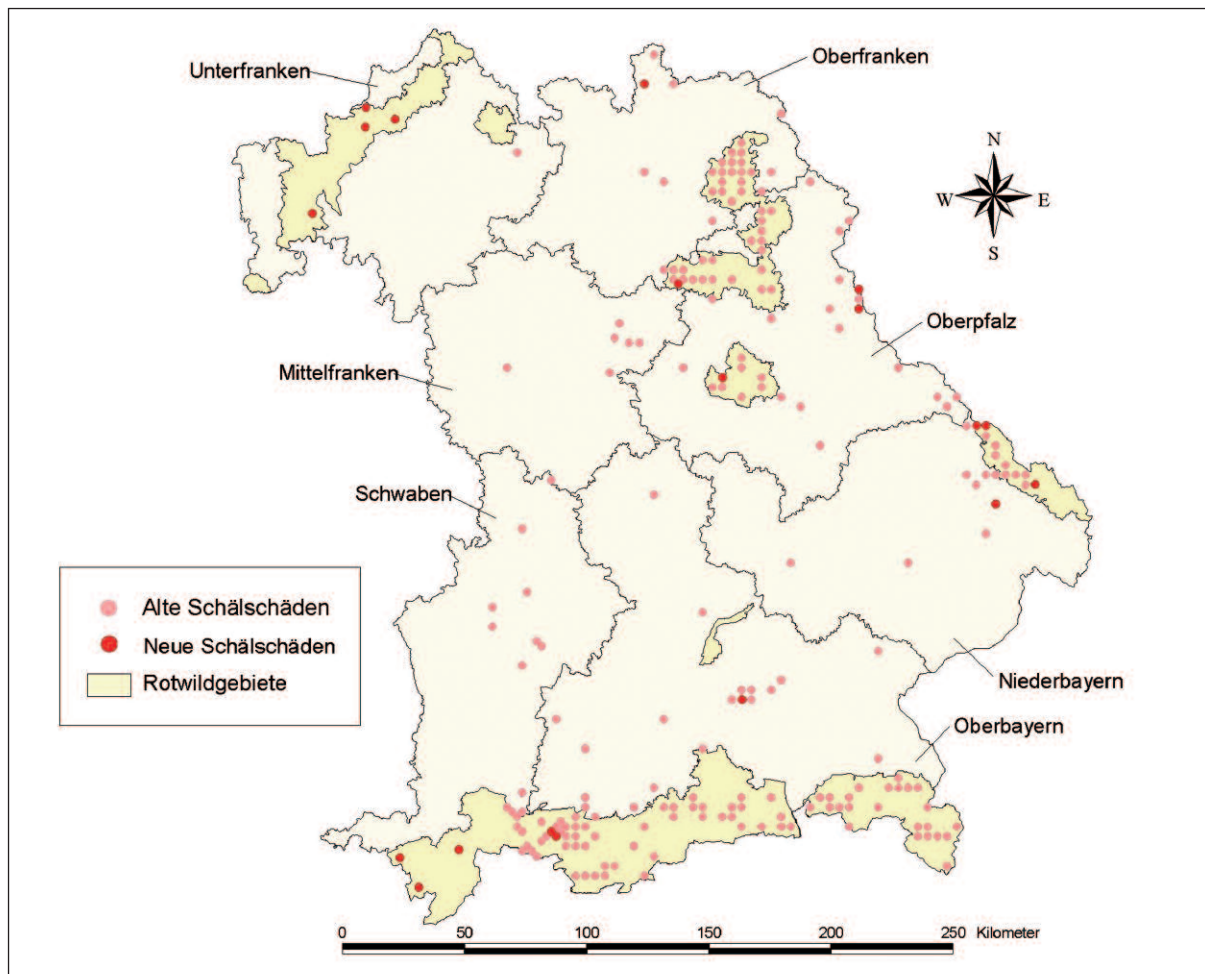 Unterfranken
Oberfranken
N
W
E
S
Oberpfalz
Mittelfranken
Schwaben
Alte Schälschäden
Neue Schälschäden
Rotwildgebiete
Niederbayern
Oberbayern
0 50 100 150 200 250 Kilometer